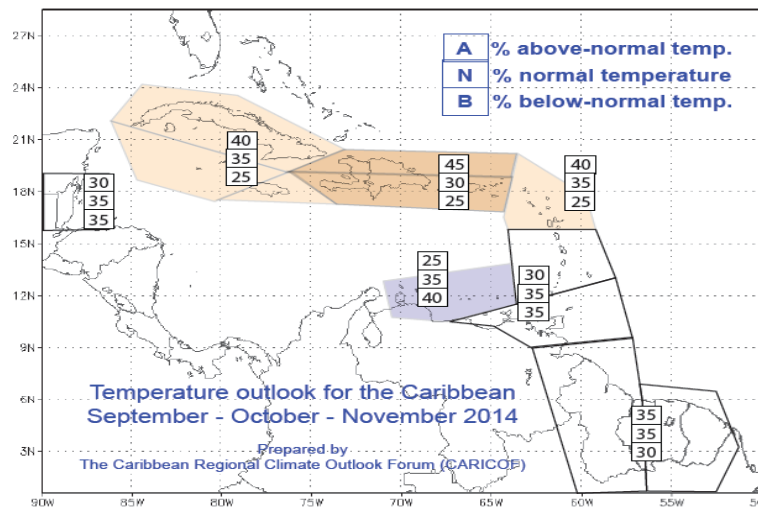 27N
24N
21N
18N
15N
12N
9N
6N
3N
A % above-normal temp.
N % normal temperature
B % below-normal temp.
40
35
25
45
30
25
40
35
25
30
35
35
25
35
40
30
35
35
35
35
30
Temperature outlook for the Caribbean
September - October - November 2014
Prepared by
The Caribbean Regional Climate Outlook Forum (CARICOF)
90W 85W 80W 75W 70W 65W 60W 55W 50W